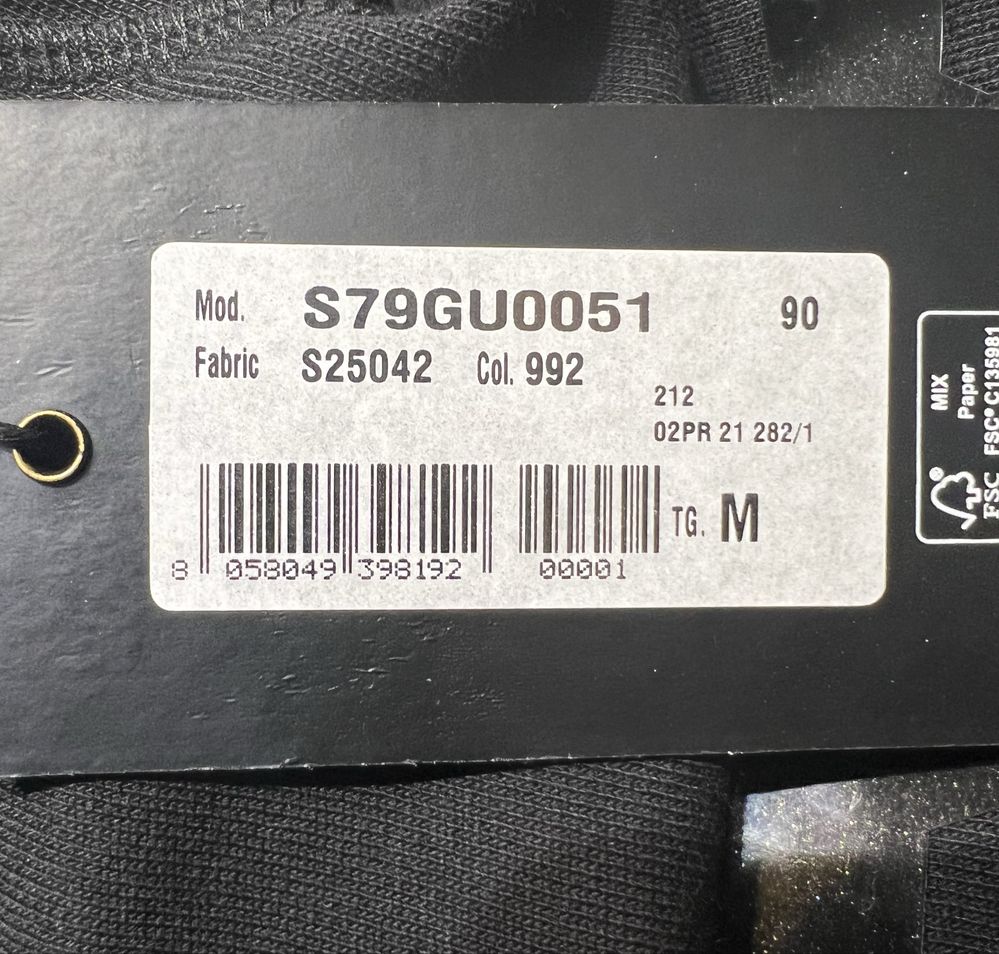 Mod. S79GU0051 90
Fabric S25042 Col. 992
212
02PR 21 282/1
TG. M
8 058049 398192 00001
MIX
Paper
FSC® C135981
FSC